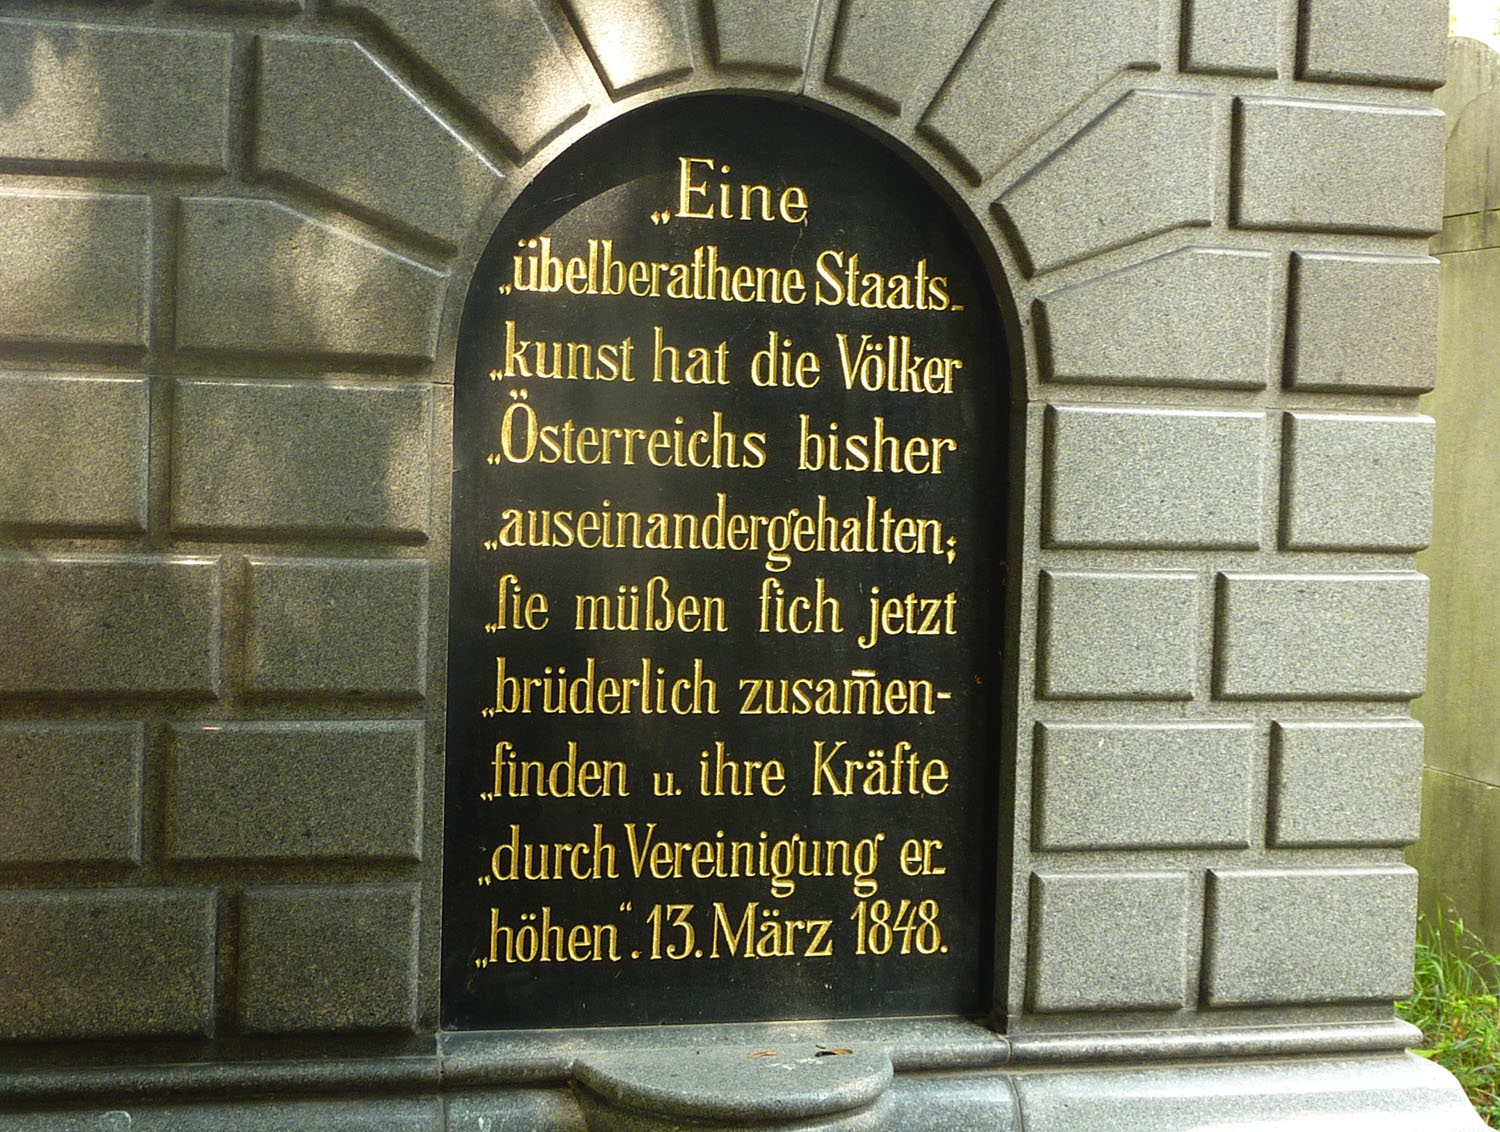 „Eine
„übelberathene Staats-
„kunst hat die Völker
„Österreichs bisher
„auseinandergehalten;
„ſie müßen ſich jetzt
„brüderlich zusam̅en-
„finden u. ihre Kräfte
„durch Vereinigung er-
„höhen“. 13. März 1848.